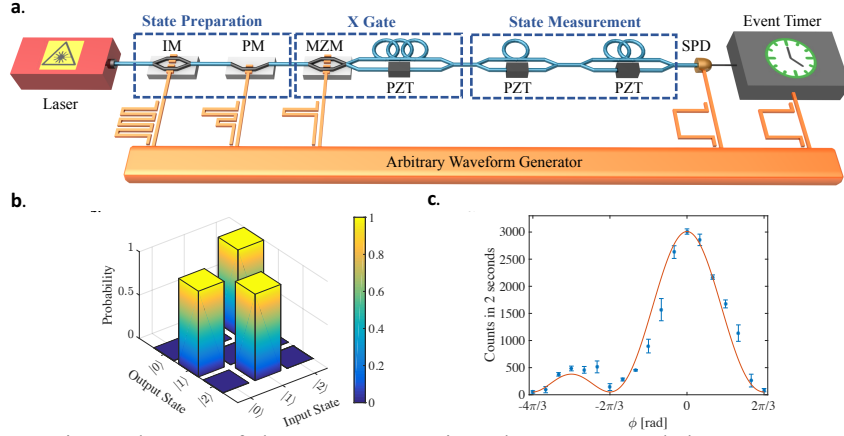 a.
State Preparation
X Gate
State Measurement
Event Timer
IM
PM
MZM
SPD
PZT
PZT
PZT
Laser
Arbitrary Waveform Generator
b.
Probability
1
0.5
0
|0⟩
|1⟩
|2⟩
Output State
|0⟩
|1⟩
|2⟩
Input State
1
0.8
0.6
0.4
0.2
0
c.
Counts in 2 seconds
3000
2500
2000
1500
1000
500
0
-4π/3
-2π/3
0
2π/3
ϕ [rad]